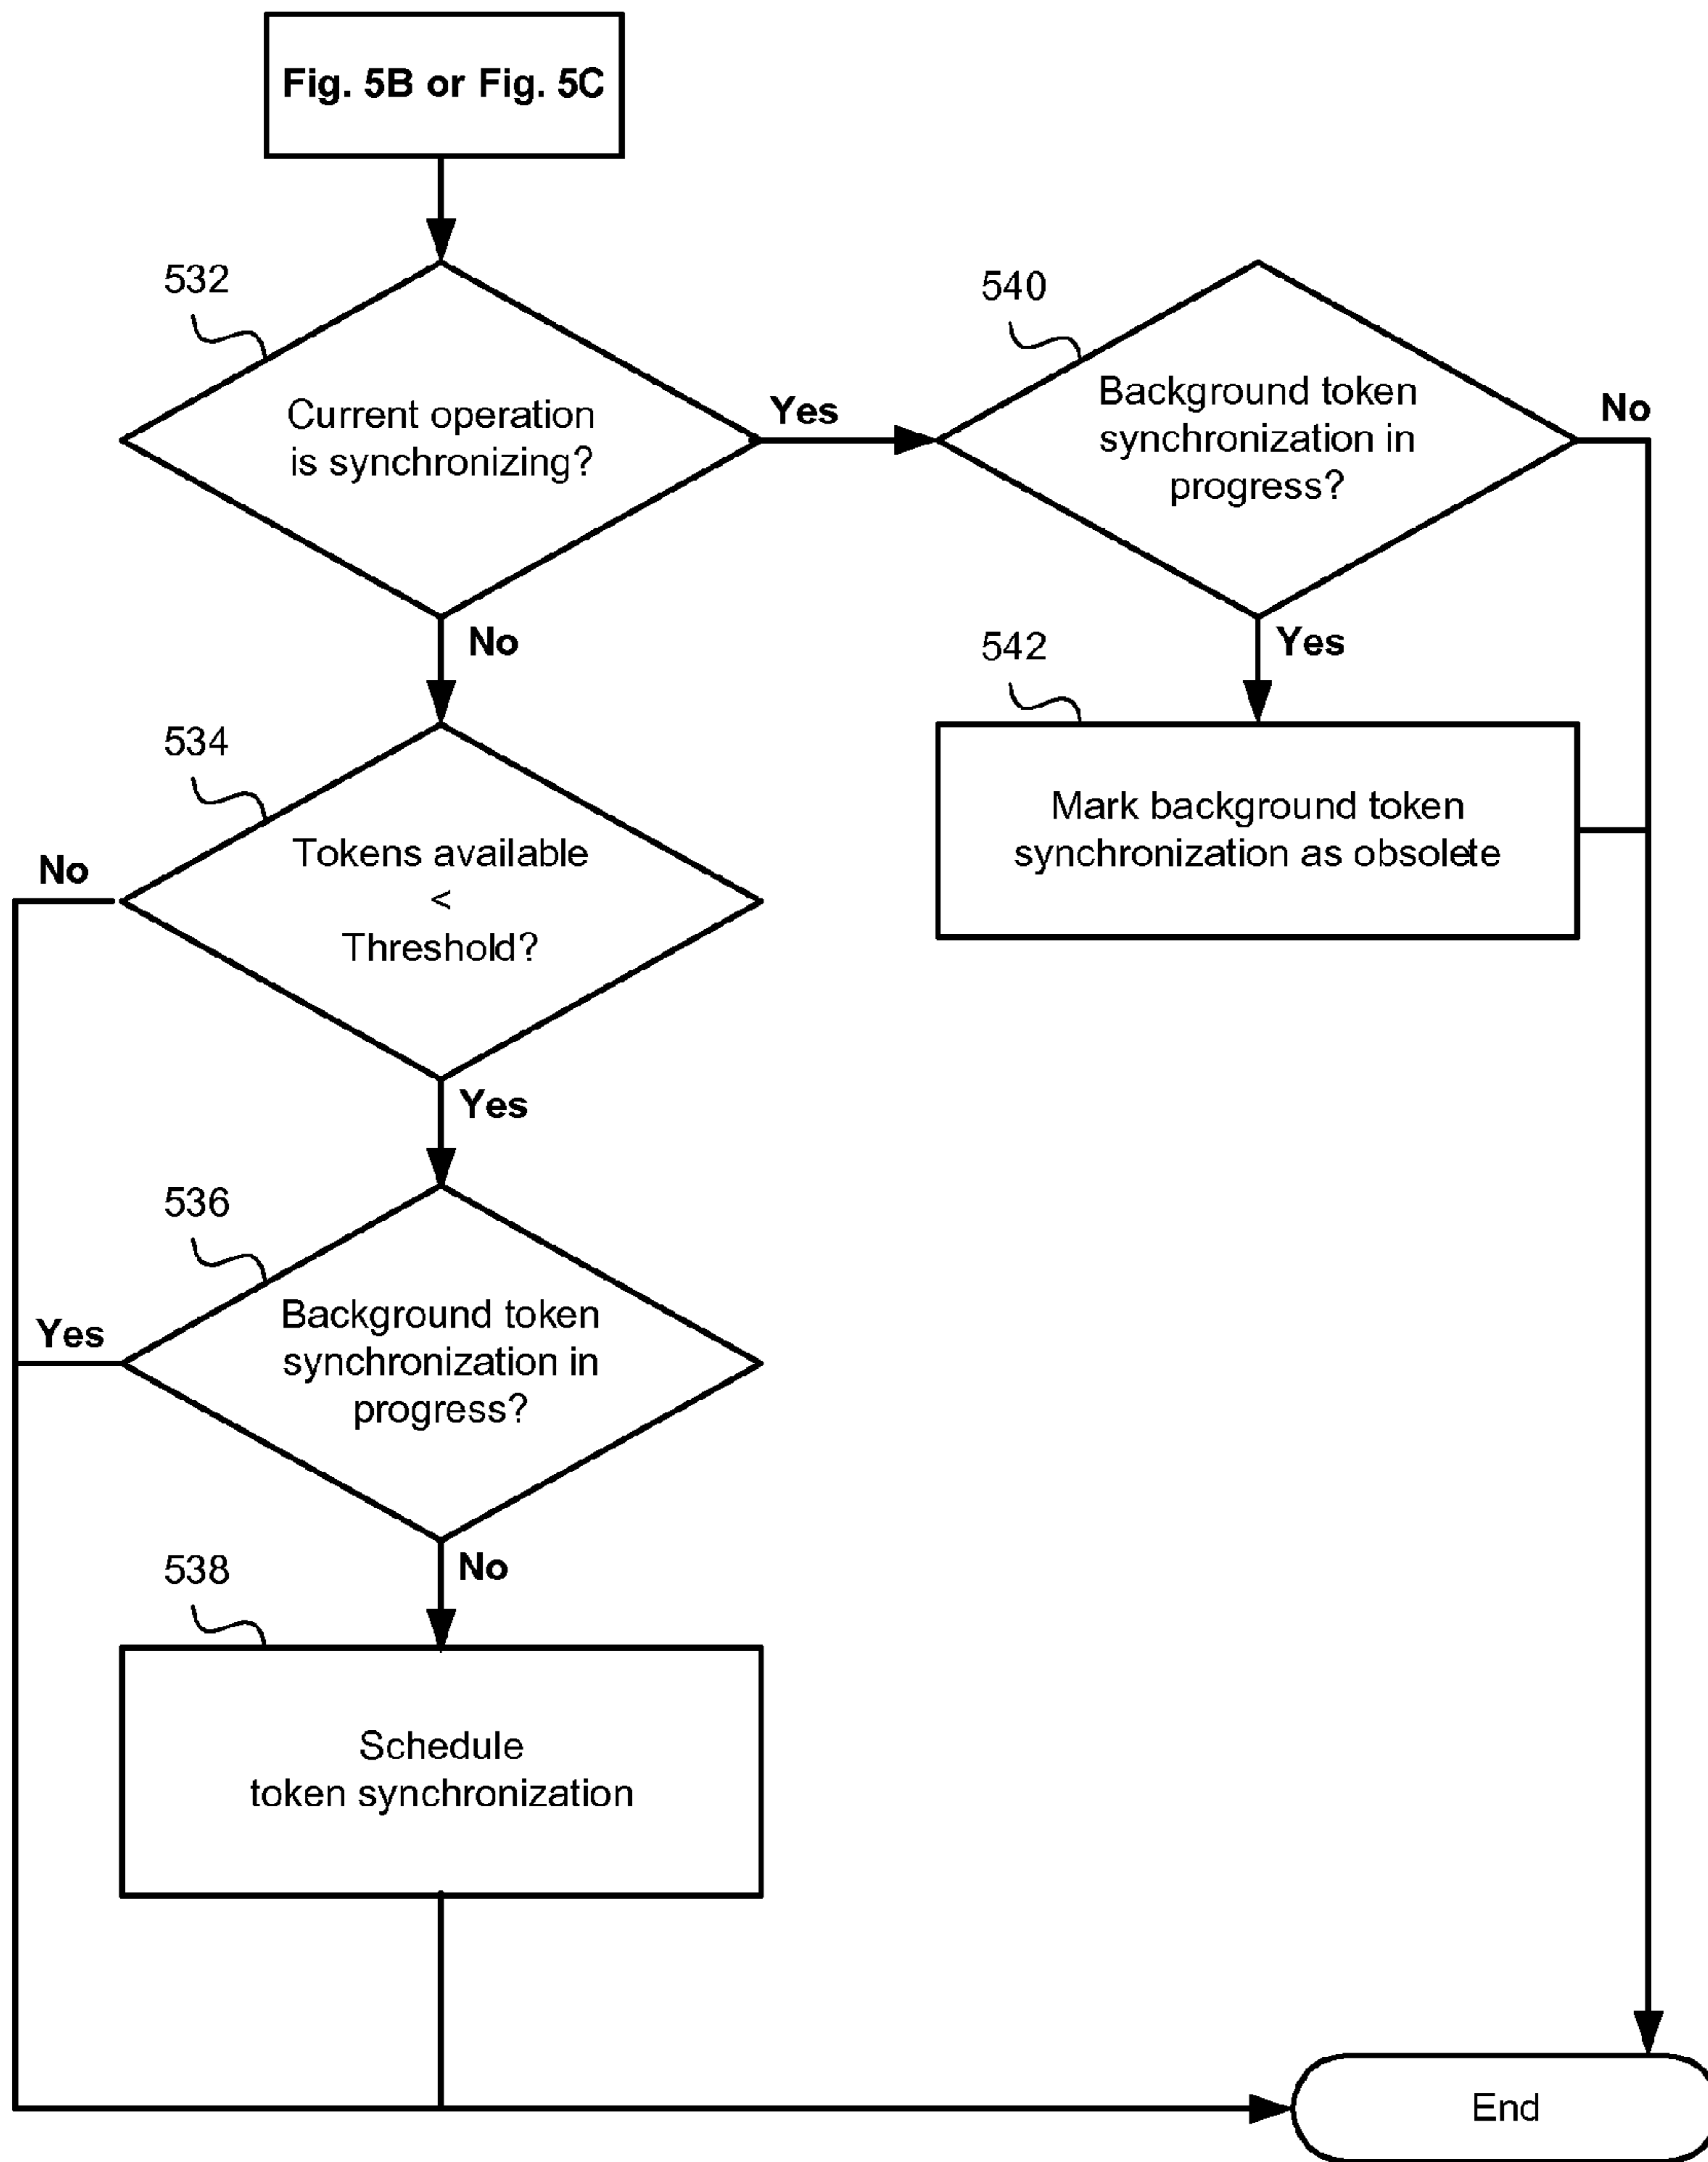 Fig. 5B or Fig. 5C
532
Current operation
is synchronizing?
Yes
No
540
Background token
synchronization in
progress?
No
Yes
542
Mark background token
synchronization as obsolete
534
Tokens available
<
Threshold?
No
Yes
536
Background token
synchronization in
progress?
Yes
No
538
Schedule
token synchronization
End